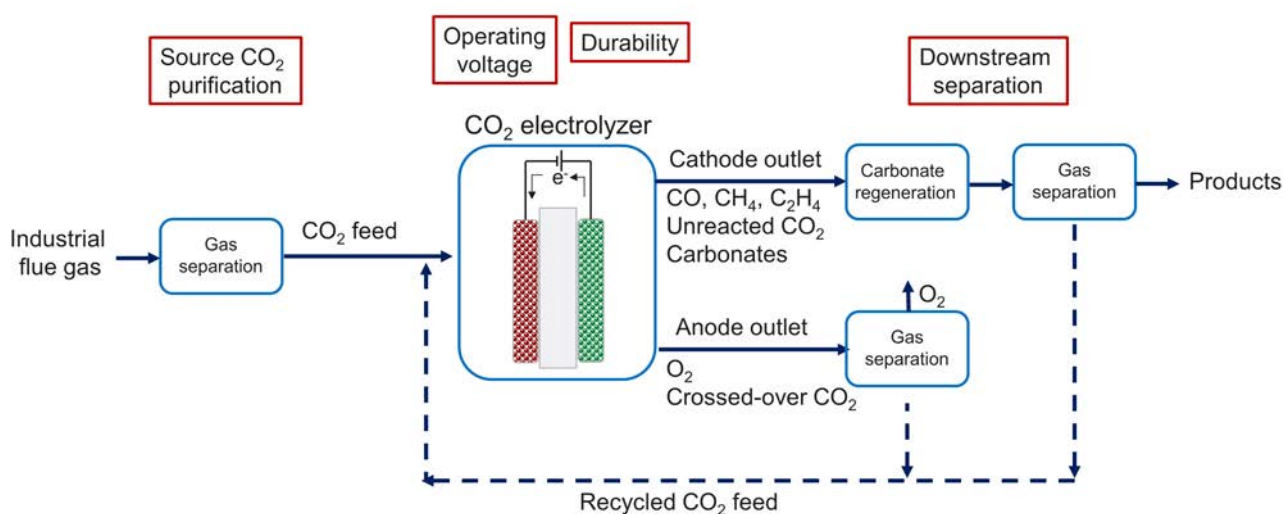 Source CO₂
purification
Operating
voltage
Durability
Downstream
separation
CO₂ electrolyzer
e⁻
Industrial
flue gas
Gas
separation
CO₂ feed
Cathode outlet
CO, CH₄, C₂H₄
Unreacted CO₂
Carbonates
Carbonate
regeneration
Gas
separation
Products
Anode outlet
O₂
Crossed-over CO₂
Gas
separation
O₂
Recycled CO₂ feed